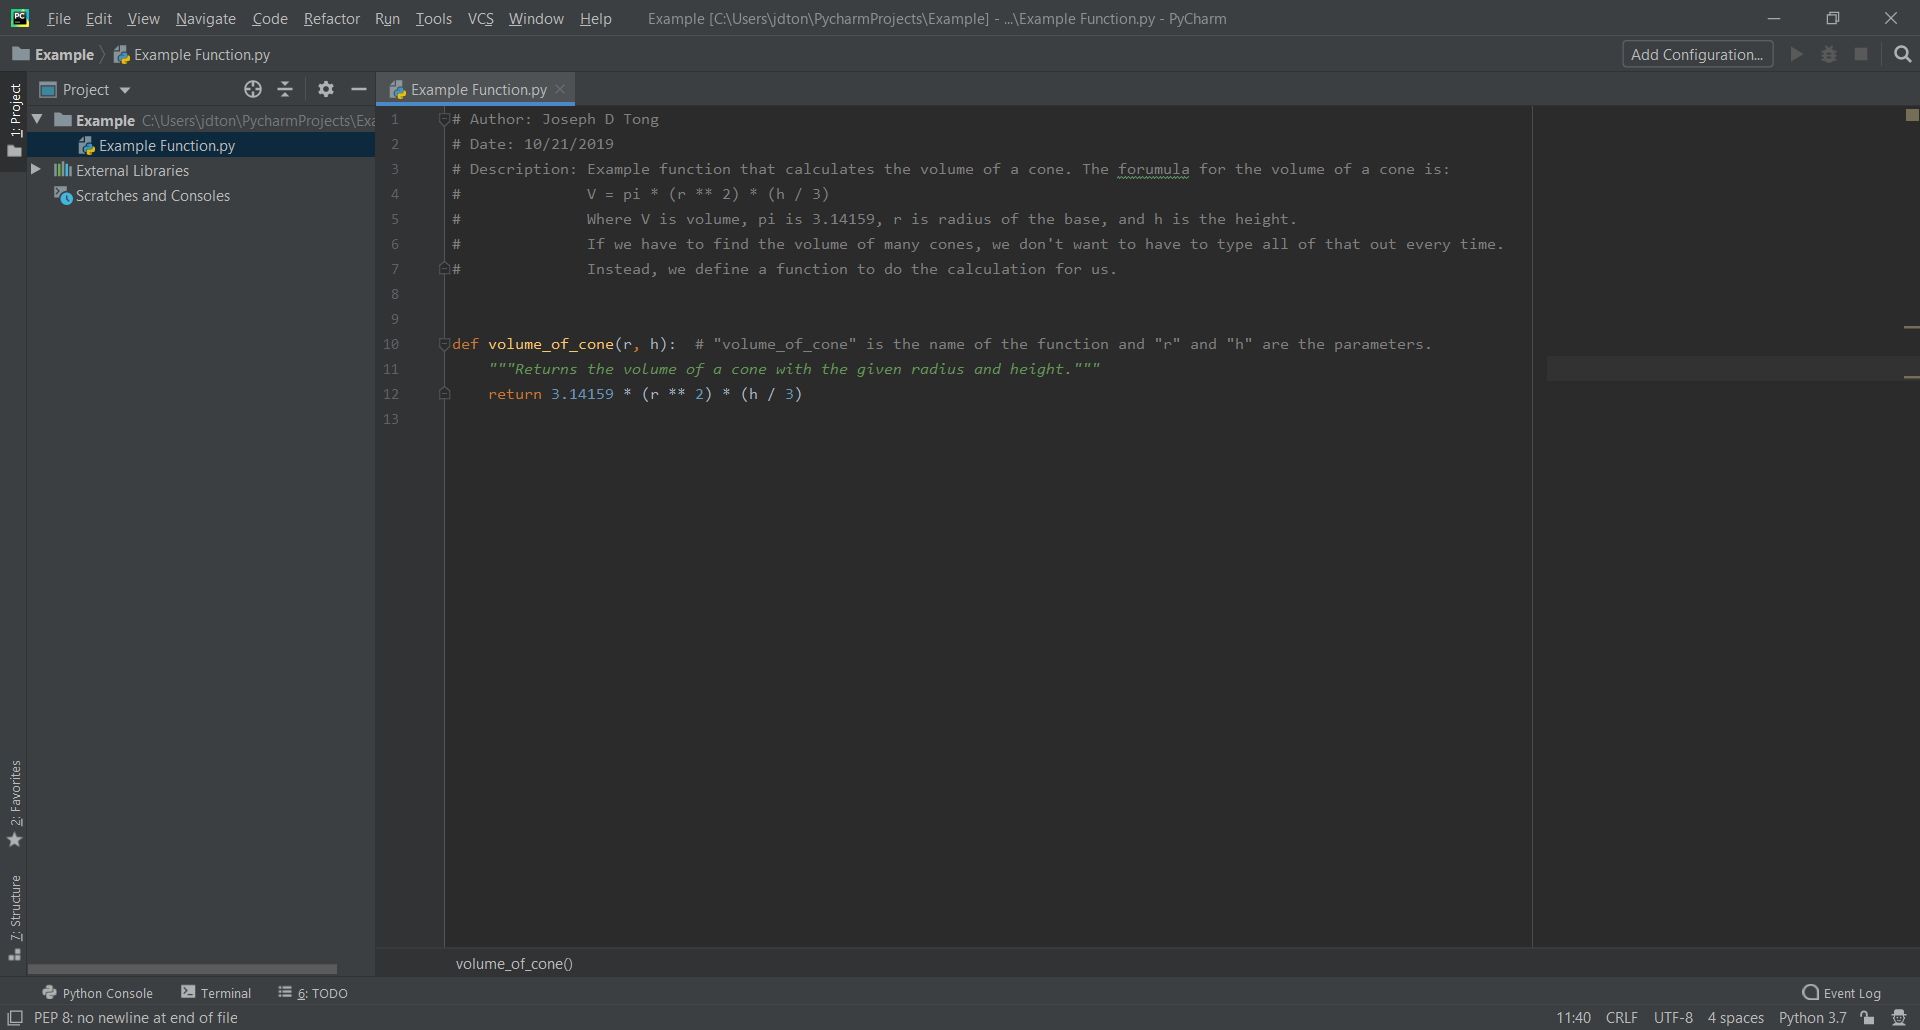 PC File Edit View Navigate Code Refactor Run Tools VCS Window Help Example [C:\Users\jdton\PycharmProjects\Example] - ...\Example Function.py - PyCharm
Example Example Function.py Add Configuration...
1: Project
Project
Example Function.py
Example C:\Users\jdton\PycharmProjects\Exa
Example Function.py
External Libraries
Scratches and Consoles
1 # Author: Joseph D Tong
2 # Date: 10/21/2019
3 # Description: Example function that calculates the volume of a cone. The forumula for the volume of a cone is:
4 # V = pi * (r ** 2) * (h / 3)
5 # Where V is volume, pi is 3.14159, r is radius of the base, and h is the height.
6 # If we have to find the volume of many cones, we don't want to have to type all of that out every time.
7 # Instead, we define a function to do the calculation for us.
8
9
10 def volume_of_cone(r, h): # "volume_of_cone" is the name of the function and "r" and "h" are the parameters.
11 """Returns the volume of a cone with the given radius and height."""
12 return 3.14159 * (r ** 2) * (h / 3)
13
2: Favorites
7: Structure
volume_of_cone()
Python Console Terminal 6: TODO Event Log
PEP 8: no newline at end of file 11:40 CRLF UTF-8 4 spaces Python 3.7